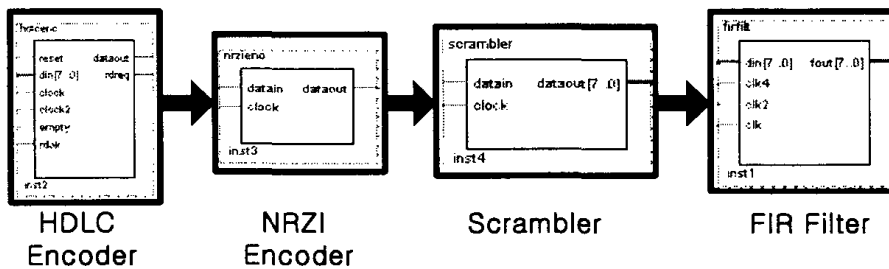 hdlcenc
reset dataout
din[7..0] rdreq
clock
clock2
empty
inst2
HDLC
Encoder
nrzienc
datain dataout
clock
inst3
NRZI
Encoder
scrambler
datain dataout[7..0]
clock
inst4
Scrambler
firfilt
din[7..0] fout[7..0]
clk4
clk2
clk
inst1
FIR Filter